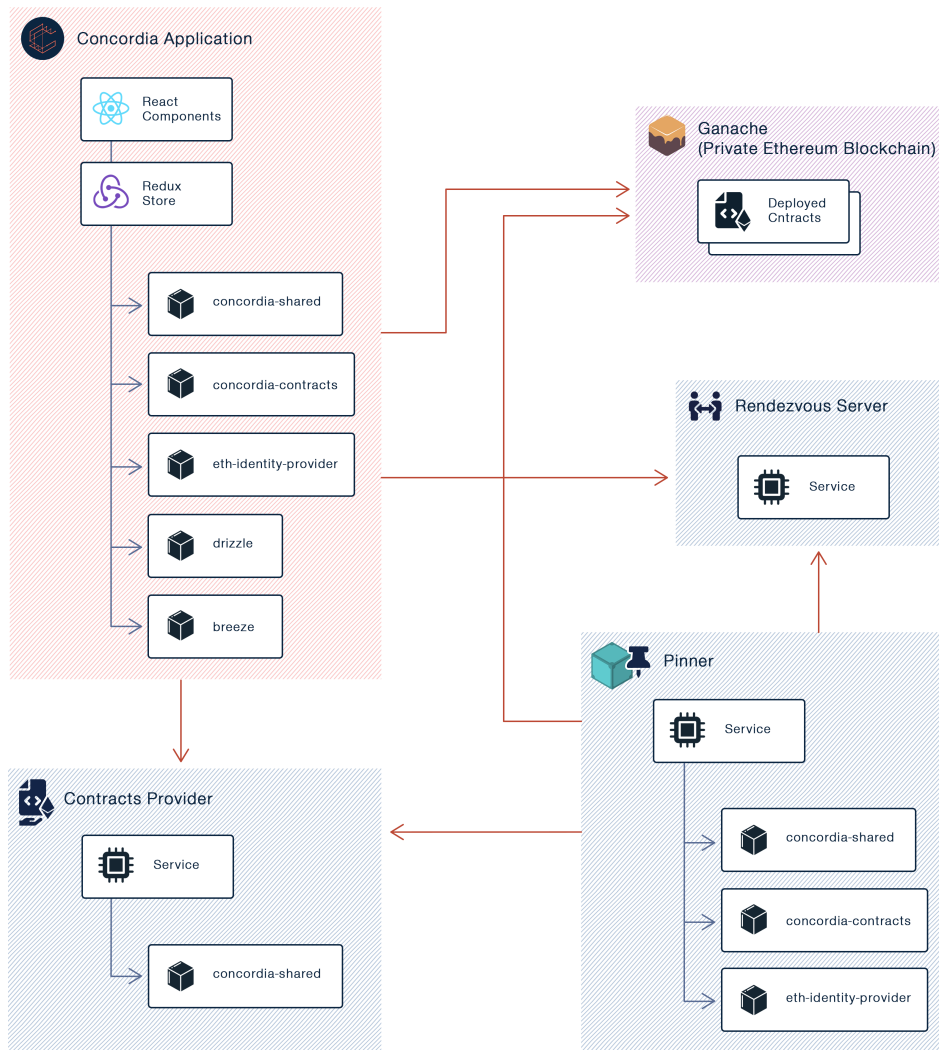 Concordia Application
React
Components
Redux
Store
concordia-shared
concordia-contracts
eth-identity-provider
drizzle
breeze
Ganache
(Private Ethereum Blockchain)
Deployed
Cntracts
Rendezvous Server
Service
Pinner
Service
concordia-shared
concordia-contracts
eth-identity-provider
Contracts Provider
Service
concordia-shared